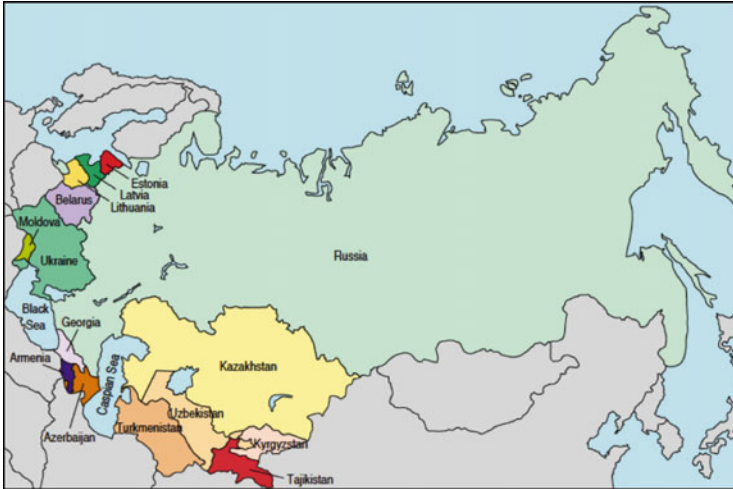 Estonia
Latvia
Lithuania
Belarus
Moldova
Ukraine
Russia
Black
Sea
Georgia
Armenia
Caspian Sea
Kazakhstan
Uzbekistan
Turkmenistan
Kyrgyzstan
Azerbaijan
Tajikistan